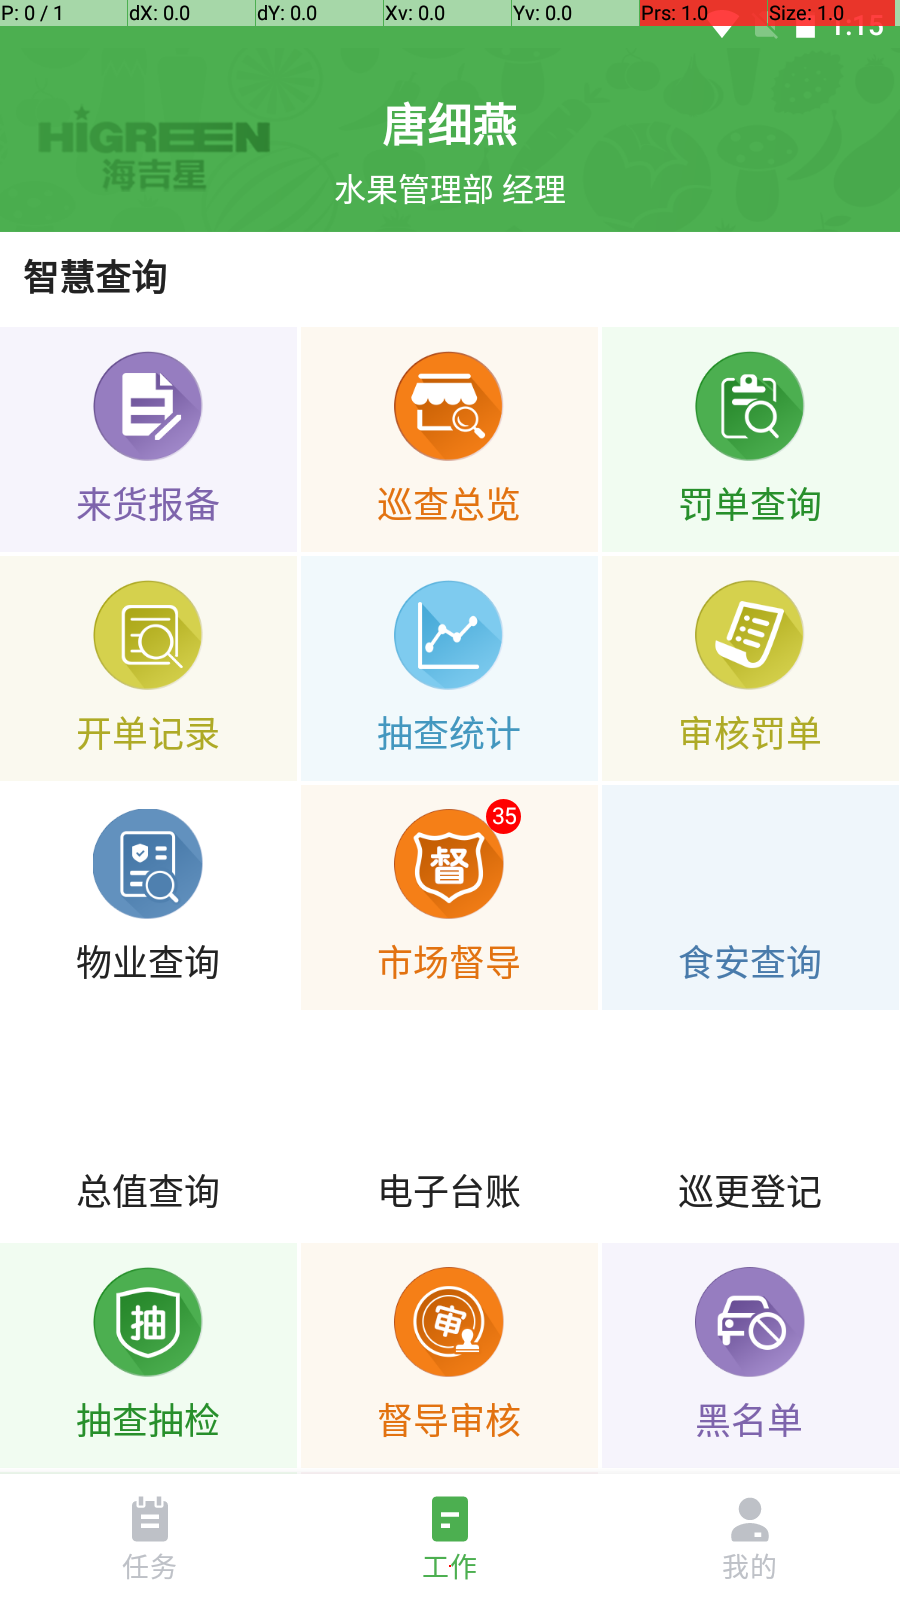 P: 0 / 1 dX: 0.0 dY: 0.0 Xv: 0.0 Yv: 0.0 Prs: 1.0 Size: 1.0
1:15
HiGREEN
海吉星
唐细燕
水果管理部 经理
智慧查询
来货报备 巡查总览 罚单查询
开单记录 抽查统计 审核罚单
35
督
物业查询 市场督导 食安查询
总值查询 电子台账 巡更登记
抽 审
抽查抽检 督导审核 黑名单
任务 工作 我的